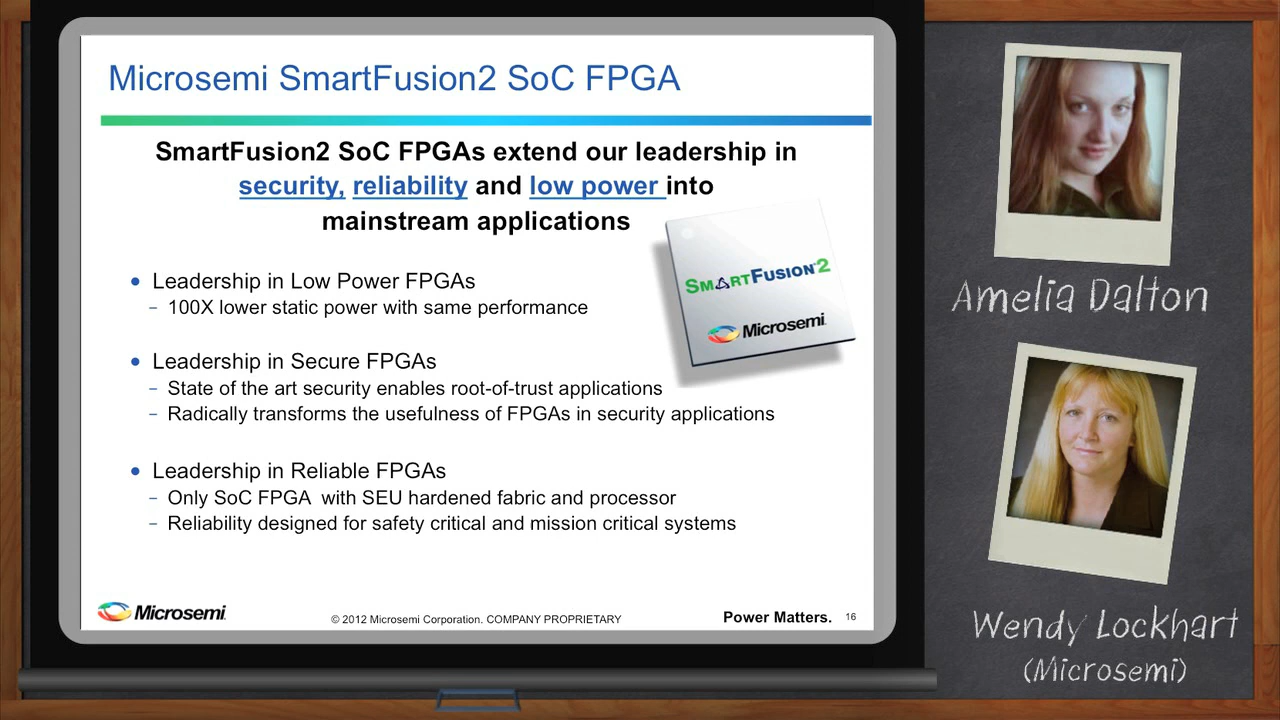 Microsemi SmartFusion2 SoC FPGA
SmartFusion2 SoC FPGAs extend our leadership in
security, reliability and low power into
mainstream applications
SmartFusion2
Microsemi
• Leadership in Low Power FPGAs
– 100X lower static power with same performance
• Leadership in Secure FPGAs
– State of the art security enables root-of-trust applications
– Radically transforms the usefulness of FPGAs in security applications
• Leadership in Reliable FPGAs
– Only SoC FPGA with SEU hardened fabric and processor
– Reliability designed for safety critical and mission critical systems
Microsemi
© 2012 Microsemi Corporation. COMPANY PROPRIETARY
Power Matters.
16
Amelia Dalton
Wendy Lockhart
(Microsemi)